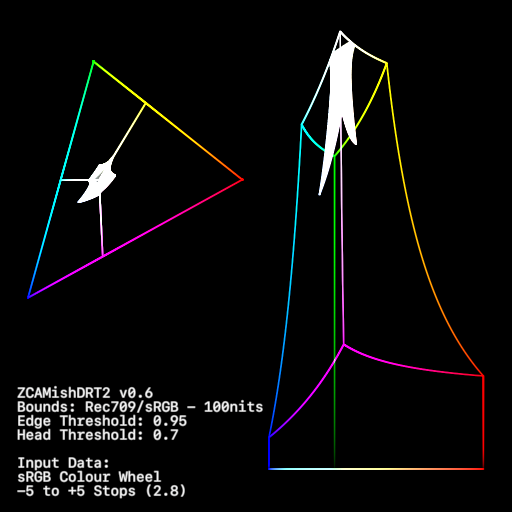 ZCAMishDRT2 v0.6
Bounds: Rec709/sRGB – 100nits
Edge Threshold: 0.95
Head Threshold: 0.7
Input Data:
sRGB Colour Wheel
–5 to +5 Stops (2.8)